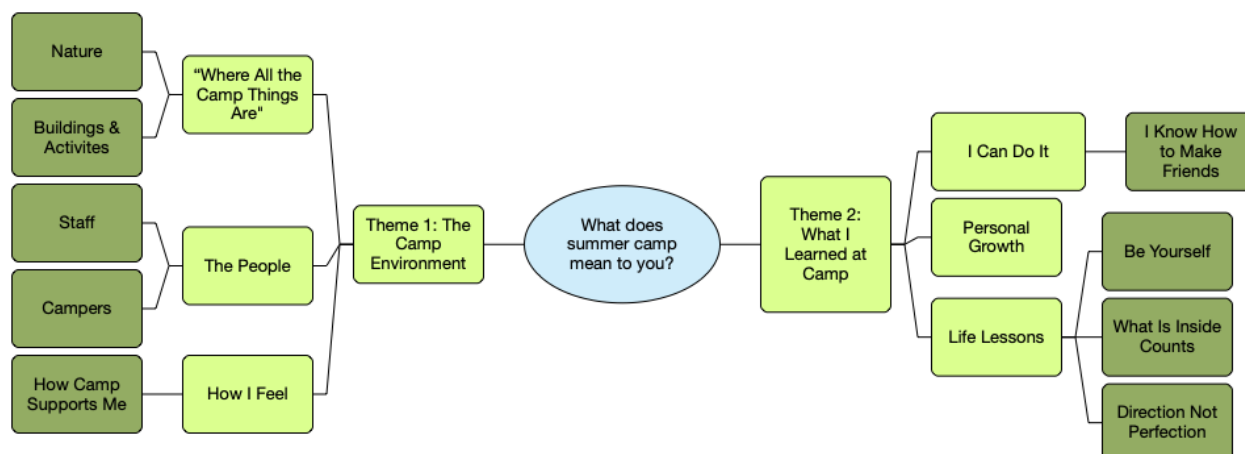 Nature
Buildings &
Activites
Staff
Campers
How Camp
Supports Me
“Where All the
Camp Things
Are"
The People
How I Feel
Theme 1: The
Camp
Environment
What does
summer camp
mean to you?
Theme 2:
What I
Learned at
Camp
I Can Do It
Personal
Growth
Life Lessons
I Know How
to Make
Friends
Be Yourself
What Is Inside
Counts
Direction Not
Perfection